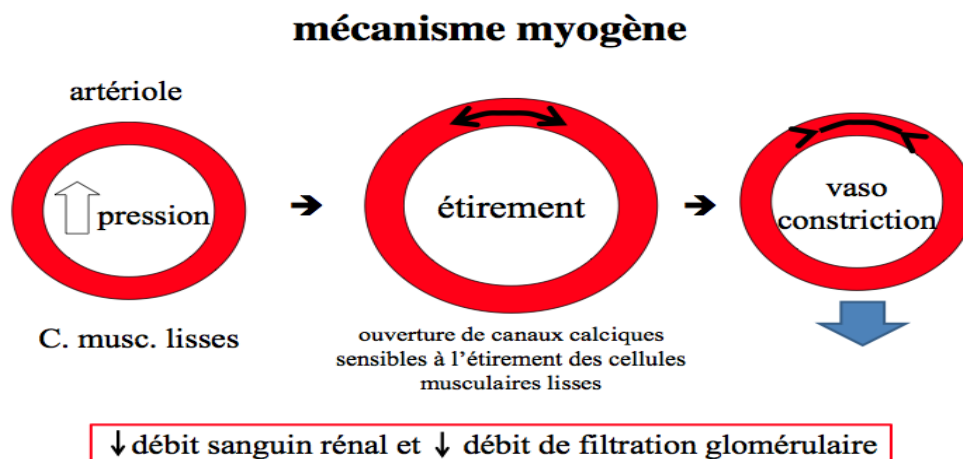 mécanisme myogène
artériole
pression
C. musc. lisses
➔
étirement
ouverture de canaux calciques
sensibles à l'étirement des cellules
musculaires lisses
➔
vaso
constriction
↓ débit sanguin rénal et ↓ débit de filtration glomérulaire